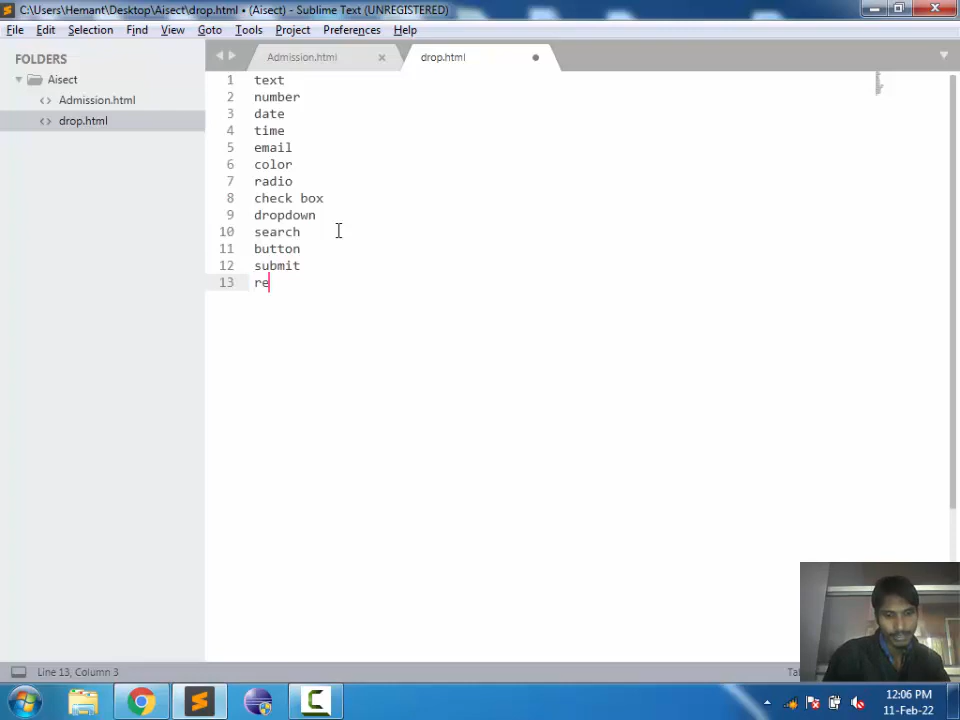 C:\Users\Hemant\Desktop\Aisect\drop.html • (Aisect) - Sublime Text (UNREGISTERED)
File Edit Selection Find View Goto Tools Project Preferences Help
FOLDERS
Aisect
<> Admission.html
<> drop.html
Admission.html × drop.html
1 text
2 number
3 date
4 time
5 email
6 color
7 radio
8 check box
9 dropdown
10 search
11 button
12 submit
13 re
Line 13, Column 3
12:06 PM
11-Feb-22